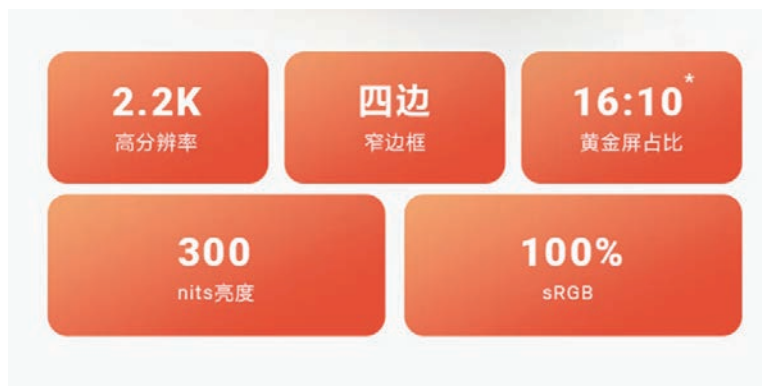 2.2K
高分辨率
四边
窄边框
16:10*
黄金屏占比
300
nits亮度
100%
sRGB